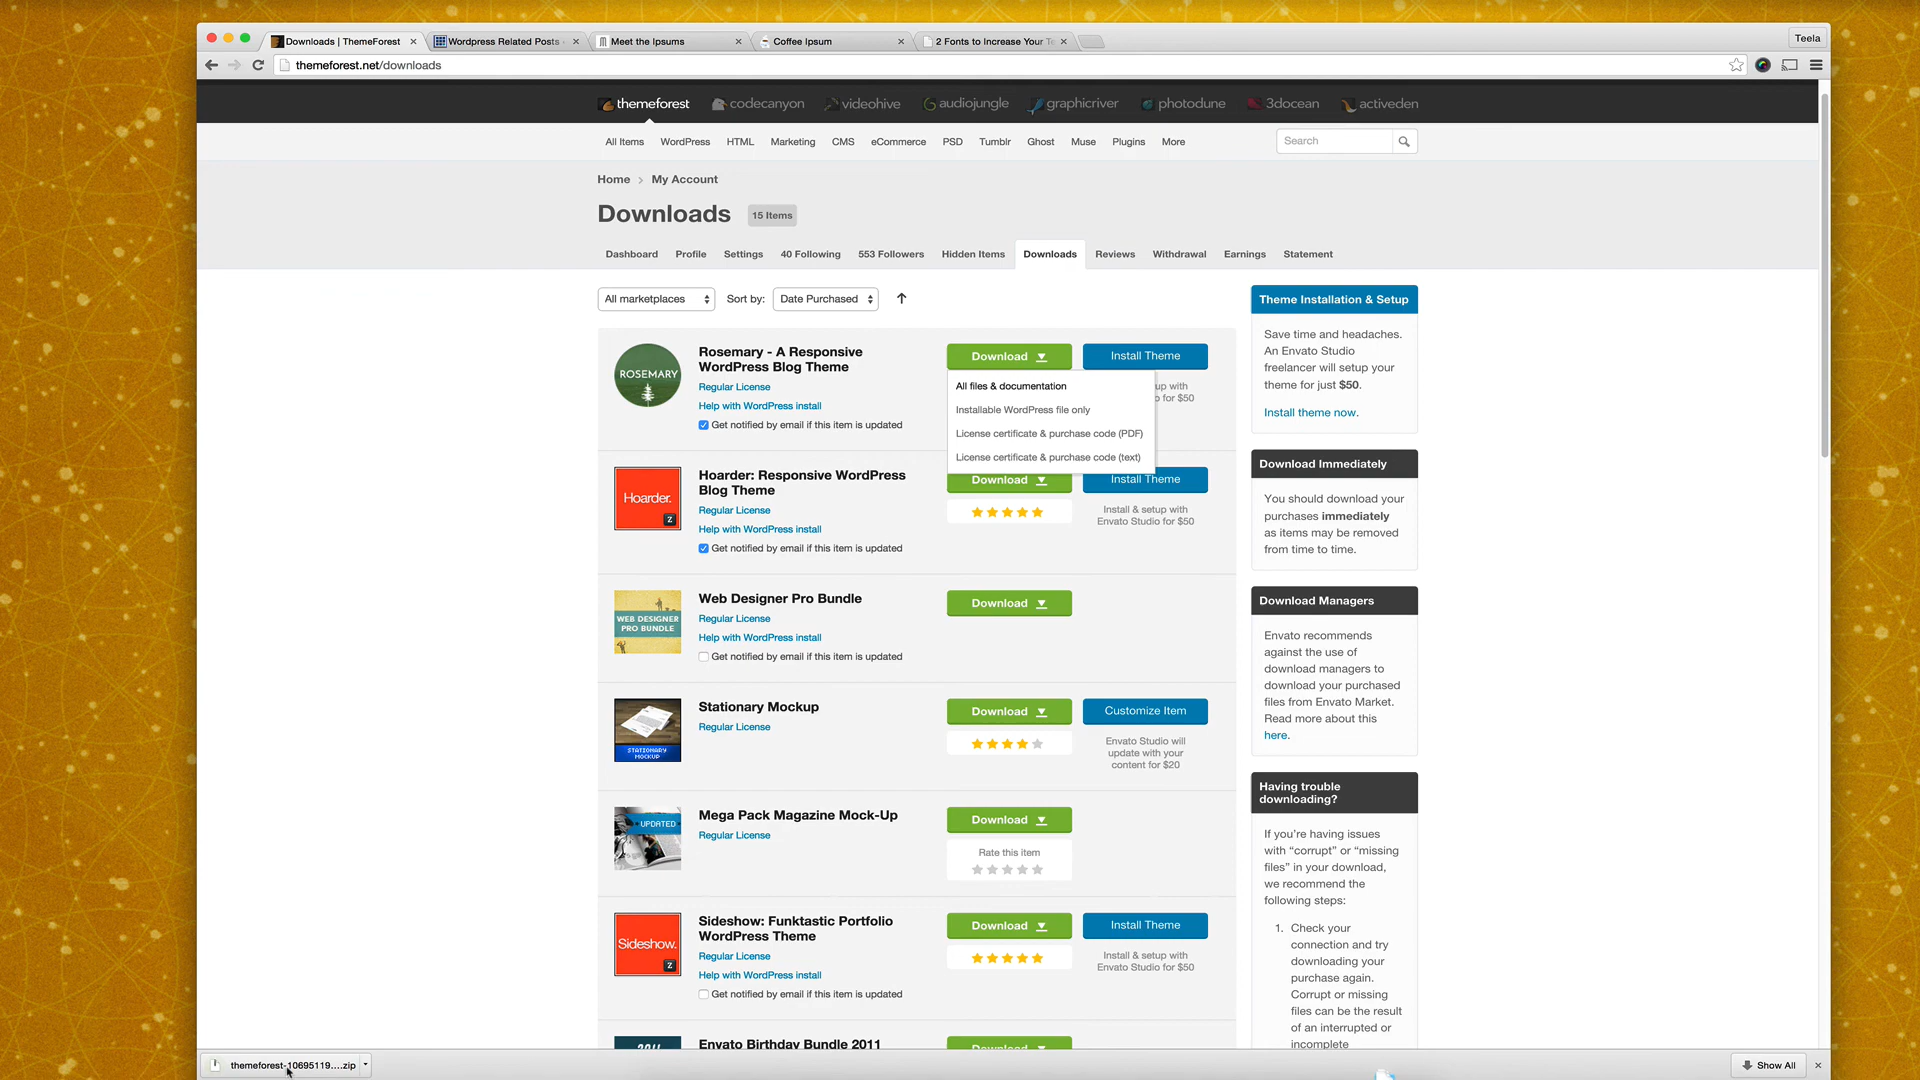 Downloads | ThemeForest
Wordpress Related Posts
Meet the Ipsums
Coffee Ipsum
2 Fonts to Increase Your Te
Teela
themeforest.net/downloads
themeforest codecanyon videohive audiojungle graphicriver photodune 3docean activeden
All Items WordPress HTML Marketing CMS eCommerce PSD Tumblr Ghost Muse Plugins More Search
Home > My Account
Downloads 15 Items
Dashboard Profile Settings 40 Following 553 Followers Hidden Items Downloads Reviews Withdrawal Earnings Statement
All marketplaces Sort by: Date Purchased
ROSEMARY
Rosemary - A Responsive
WordPress Blog Theme
Regular License
Help with WordPress install
Get notified by email if this item is updated
Download Install Theme
All files & documentation
Installable WordPress file only
License certificate & purchase code (PDF)
License certificate & purchase code (text)
up with
o for $50
Hoarder.
Z
Hoarder: Responsive WordPress
Blog Theme
Regular License
Help with WordPress install
Get notified by email if this item is updated
Download Install Theme
Install & setup with
Envato Studio for $50
WEB DESIGNER
PRO BUNDLE
Web Designer Pro Bundle
Regular License
Help with WordPress install
Get notified by email if this item is updated
Download
STATIONARY
MOCKUP
Stationary Mockup
Regular License
Download Customize Item
Envato Studio will
update with your
content for $20
UPDATED
Mega Pack Magazine Mock-Up
Regular License
Download
Rate this item
Sideshow.
Z
Sideshow: Funktastic Portfolio
WordPress Theme
Regular License
Help with WordPress install
Get notified by email if this item is updated
Download Install Theme
Install & setup with
Envato Studio for $50
2011
Envato Birthday Bundle 2011
Download
Theme Installation & Setup
Save time and headaches.
An Envato Studio
freelancer will setup your
theme for just $50.
Install theme now.
Download Immediately
You should download your
purchases immediately
as items may be removed
from time to time.
Download Managers
Envato recommends
against the use of
download managers to
download your purchased
files from Envato Market.
Read more about this
here.
Having trouble
downloading?
If you're having issues
with “corrupt” or “missing
files” in your download,
we recommend the
following steps:
1. Check your
connection and try
downloading your
purchase again.
Corrupt or missing
files can be the result
of an interrupted or
incomplete
themeforest-10695119....zip
Show All